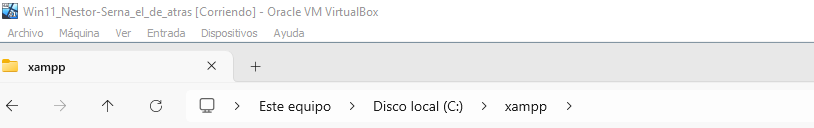 Win11_Nestor-Serna_el_de_atras [Corriendo] - Oracle VM VirtualBox
Archivo Máquina Ver Entrada Dispositivos Ayuda
xampp
Este equipo Disco local (C:) xampp